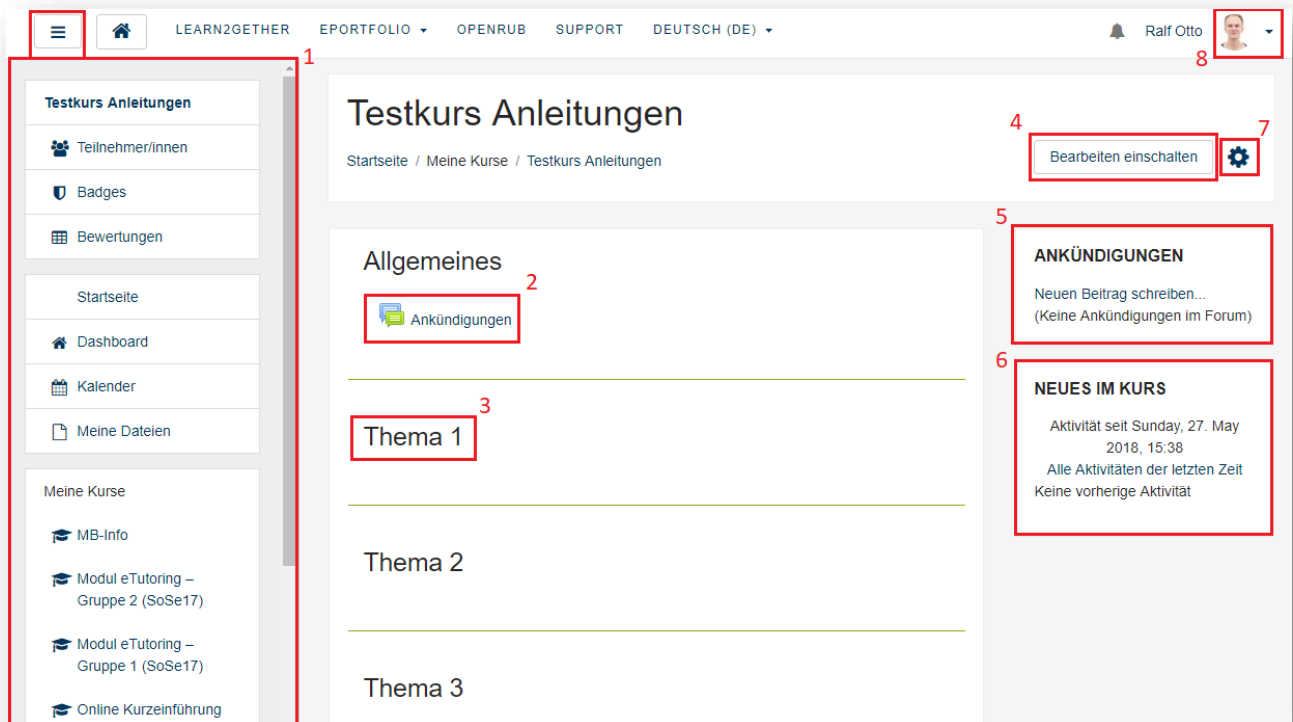 LEARN2GETHER EPORTFOLIO OPENRUB SUPPORT DEUTSCH (DE) Ralf Otto
8
1
Testkurs Anleitungen
Teilnehmer/innen
Badges
Bewertungen
Startseite
Dashboard
Kalender
Meine Dateien
Meine Kurse
MB-Info
Modul eTutoring –
Gruppe 2 (SoSe17)
Modul eTutoring –
Gruppe 1 (SoSe17)
Online Kurzeinführung
Testkurs Anleitungen
Startseite / Meine Kurse / Testkurs Anleitungen
4
Bearbeiten einschalten
7
Allgemeines
2
Ankündigungen
3
Thema 1
Thema 2
Thema 3
5
ANKÜNDIGUNGEN
Neuen Beitrag schreiben...
(Keine Ankündigungen im Forum)
6
NEUES IM KURS
Aktivität seit Sunday, 27. May
2018, 15:38
Alle Aktivitäten der letzten Zeit
Keine vorherige Aktivität